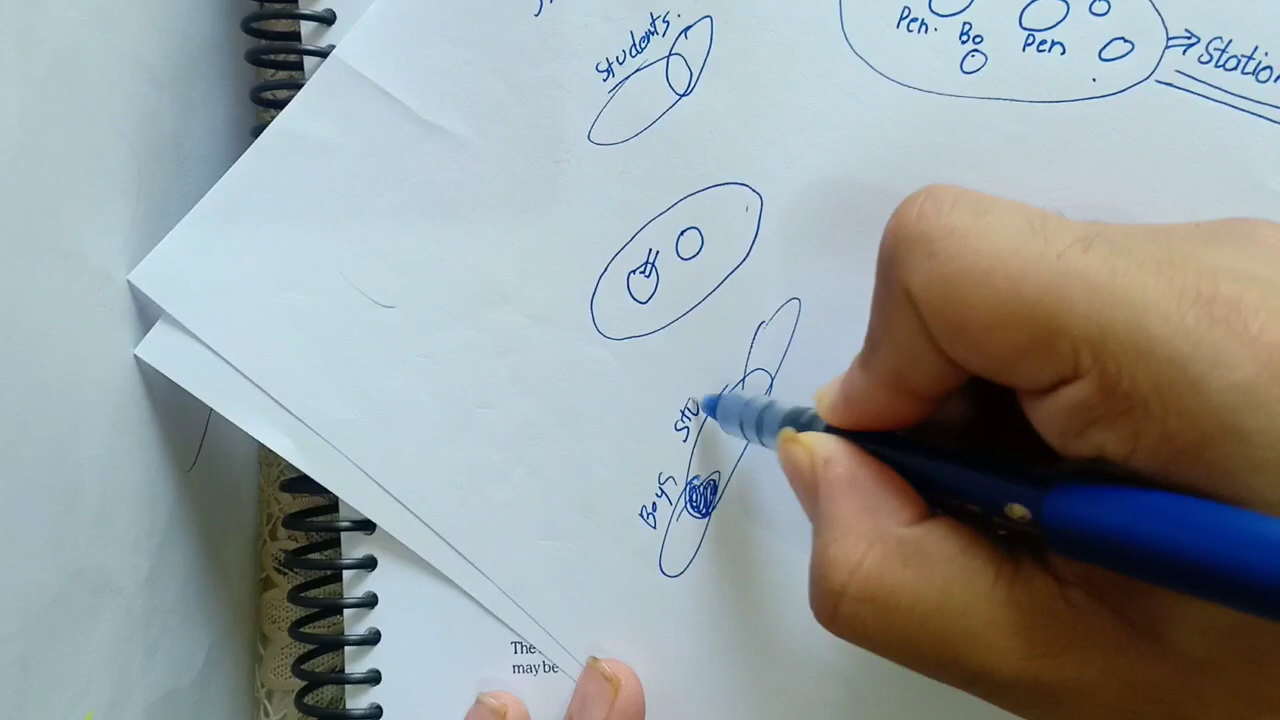 Students.
Pen. Bo Pen
Station
Boys Stu
The
may be